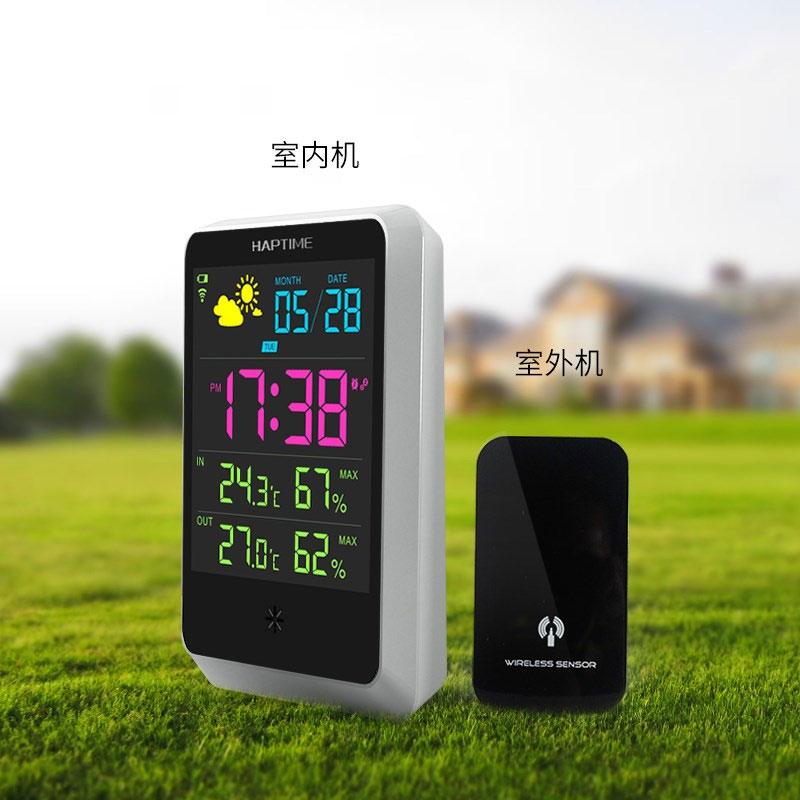 室内机
HAPTIME
MONTH DATE
05/28
TUE
PM 17:38
IN 24.3℃ 67% MAX
OUT 27.0℃ 62% MAX
室外机
WIRELESS SENSOR